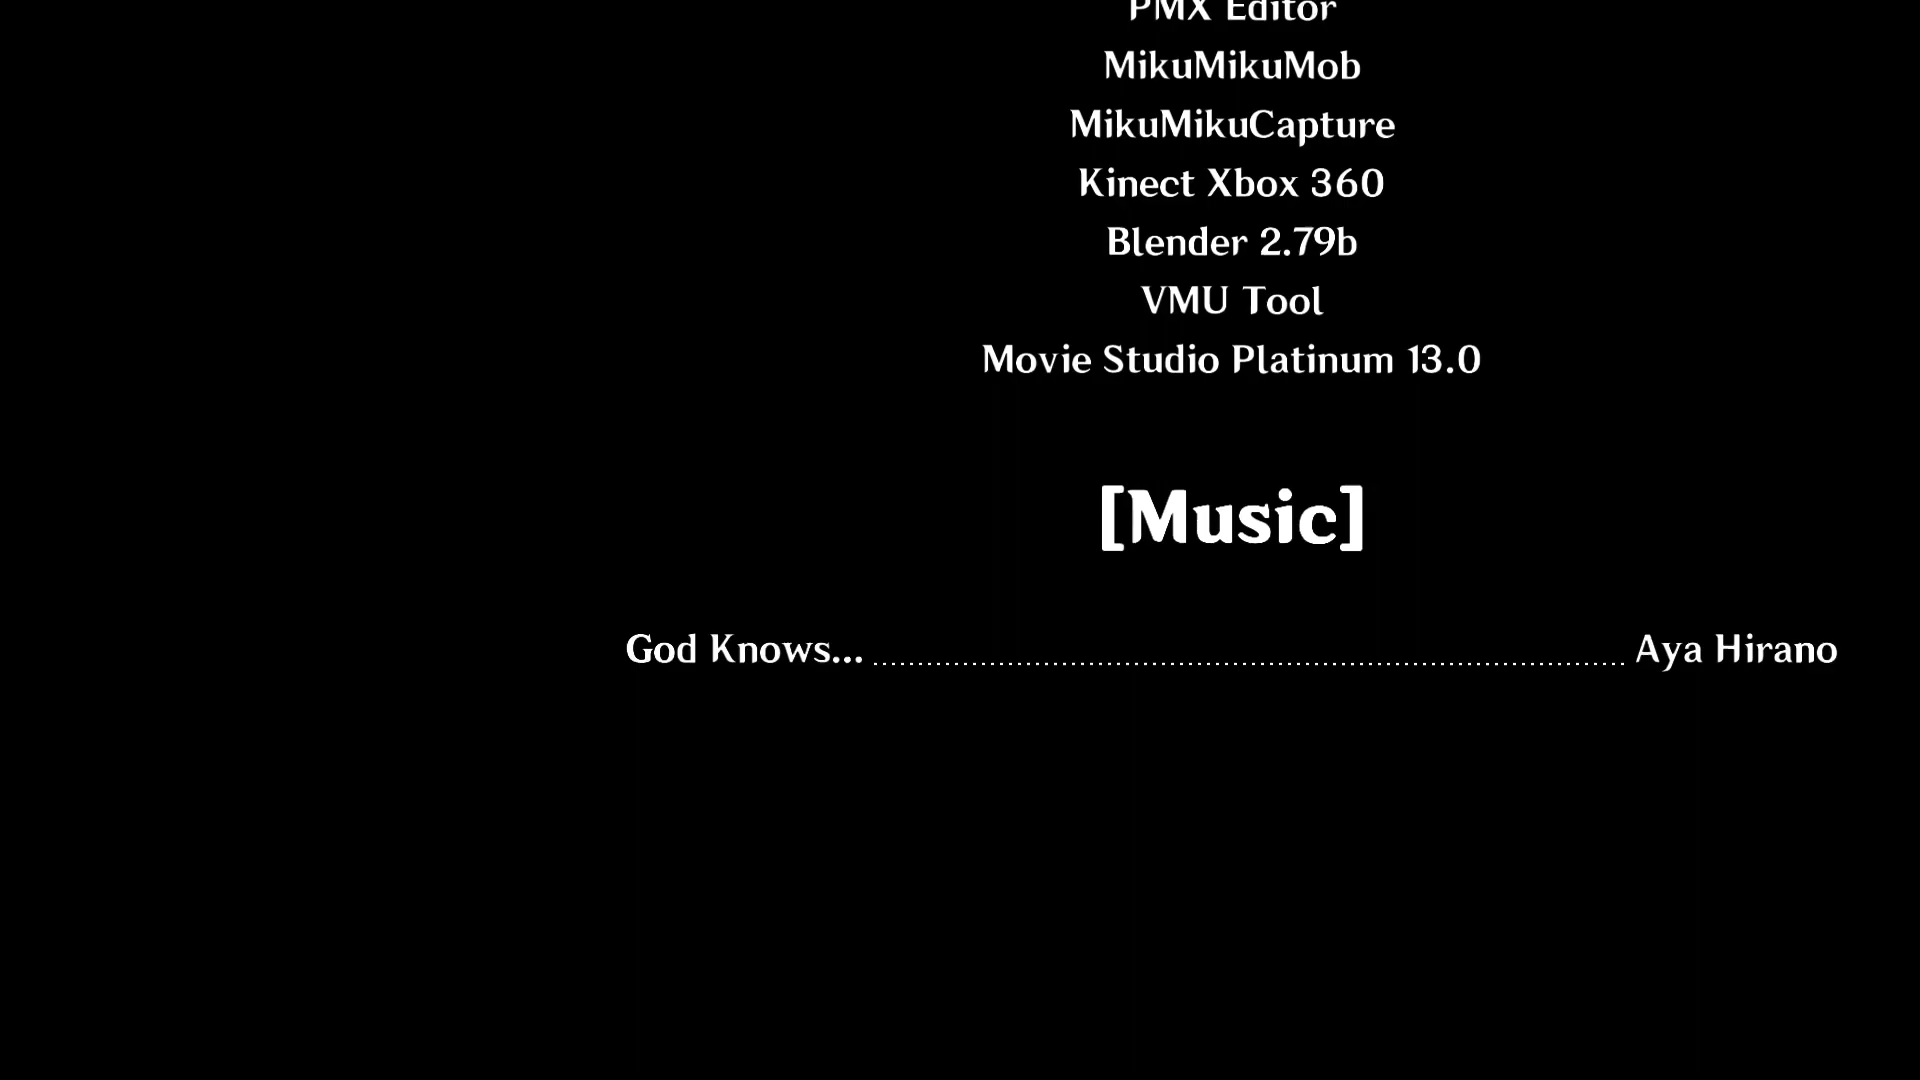 PMX Editor
MikuMikuMob
MikuMikuCapture
Kinect Xbox 360
Blender 2.79b
VMU Tool
Movie Studio Platinum 13.0
[Music]
God Knows... Aya Hirano